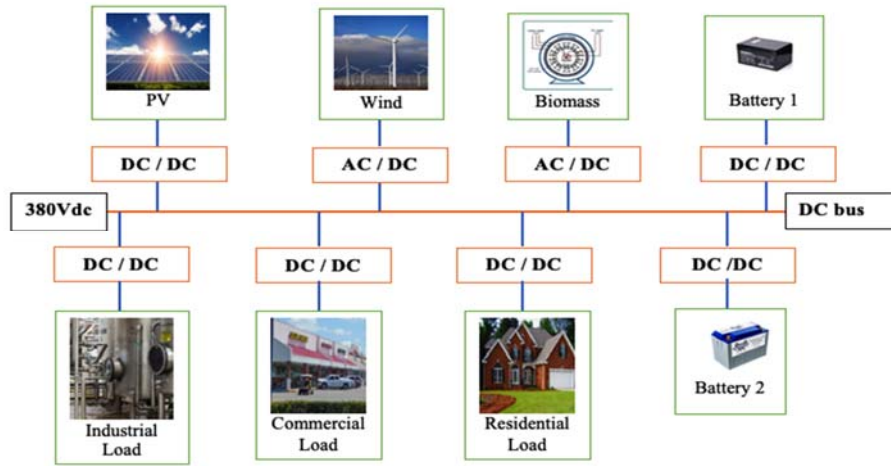 PV
Wind
Biomass
Battery 1
DC / DC
AC / DC
AC / DC
DC / DC
380Vdc
DC bus
DC / DC
DC / DC
DC / DC
DC /DC
Industrial
Load
Commercial
Load
Residential
Load
Battery 2